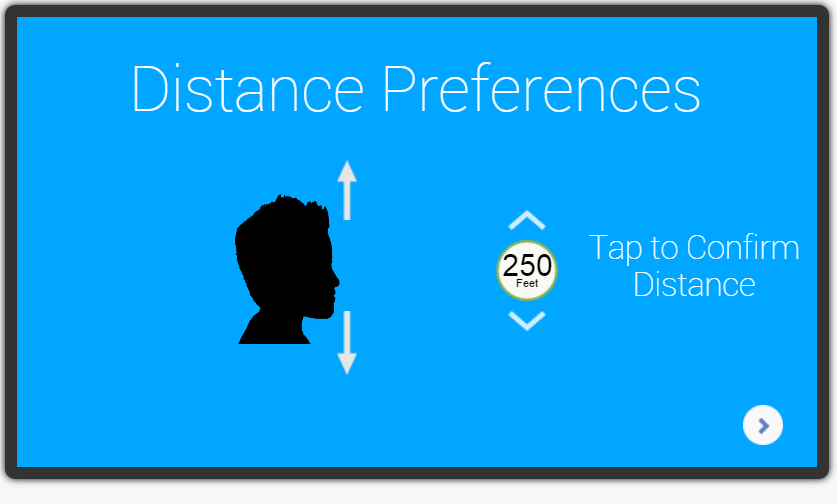 Distance Preferences
250
Feet
Tap to Confirm
Distance